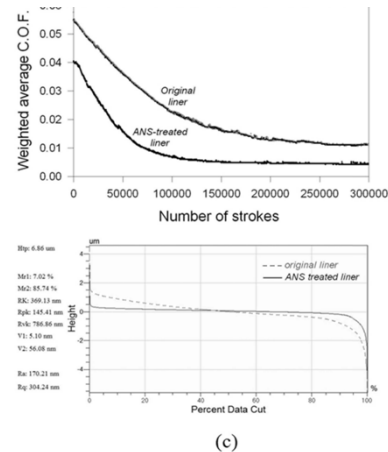 0.05
0.04
0.03
0.02
0.01
0.00
Weighted average C.O.F.
Original
liner
ANS-treated
liner
0 50000 100000 150000 200000 250000 300000
Number of strokes
Htp: 6.86 um
Mr1: 7.02 %
Mr2: 85.74 %
RK: 369.13 nm
Rpk: 145.41 nm
Rvk: 786.86 nm
V1: 5.10 nm
V2: 56.08 nm
Ra: 170.21 nm
Rq: 304.24 nm
um
4
2
0
-2
-4
Height
original liner
ANS treated liner
0 20 40 60 80 100
%
Percent Data Cut
(c)